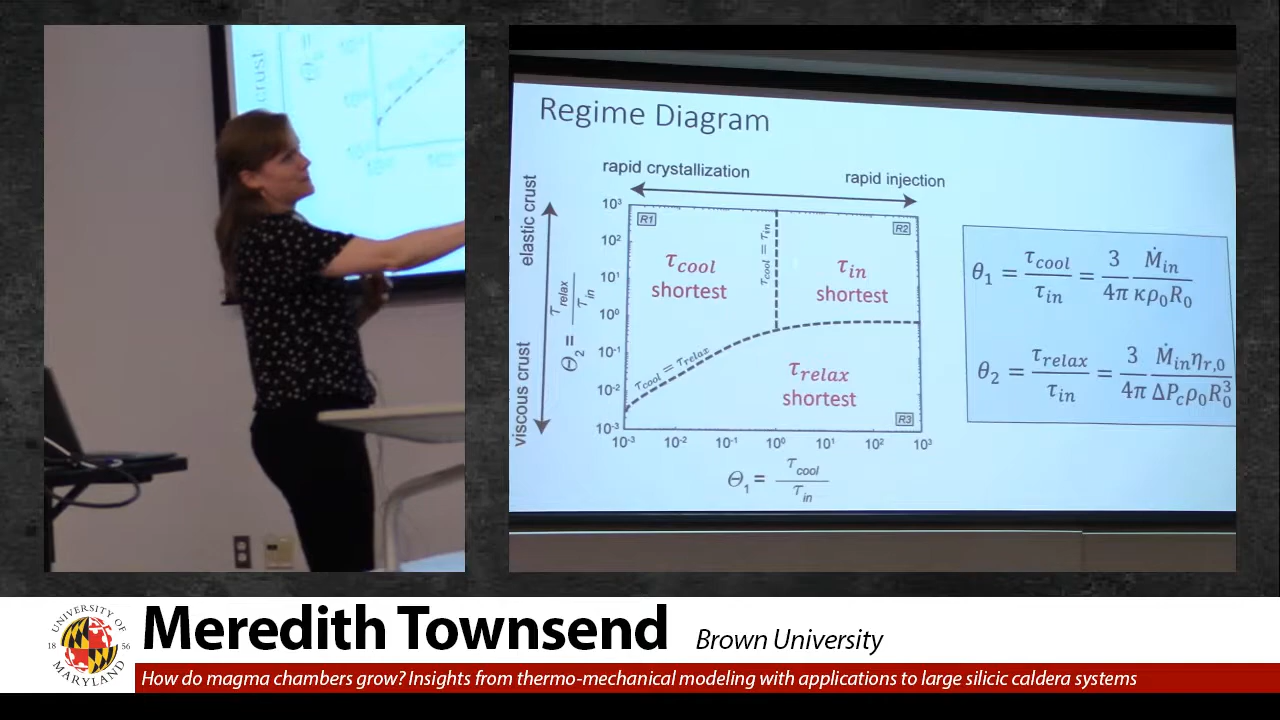 crust
Regime Diagram
rapid crystallization
rapid injection
elastic crust
viscous crust
10³
10²
10¹
10⁰
10⁻¹
10⁻²
10⁻³
Θ₂ = τ_relax / τ_in
R1
τ_cool
shortest
τ_cool = τ_in
R2
τ_in
shortest
τ_cool = τ_relax
τ_relax
shortest
R3
10⁻³ 10⁻² 10⁻¹ 10⁰ 10¹ 10² 10³
Θ₁ = τ_cool / τ_in
θ₁ = τ_cool / τ_in = 3 / 4π Ṁ_in / κρ₀R₀
θ₂ = τ_relax / τ_in = 3 / 4π Ṁ_in η_r,0 / ΔP_c ρ₀R₀³
UNIVERSITY OF
18 56
MARYLAND
Meredith Townsend Brown University
How do magma chambers grow? Insights from thermo-mechanical modeling with applications to large silicic caldera systems